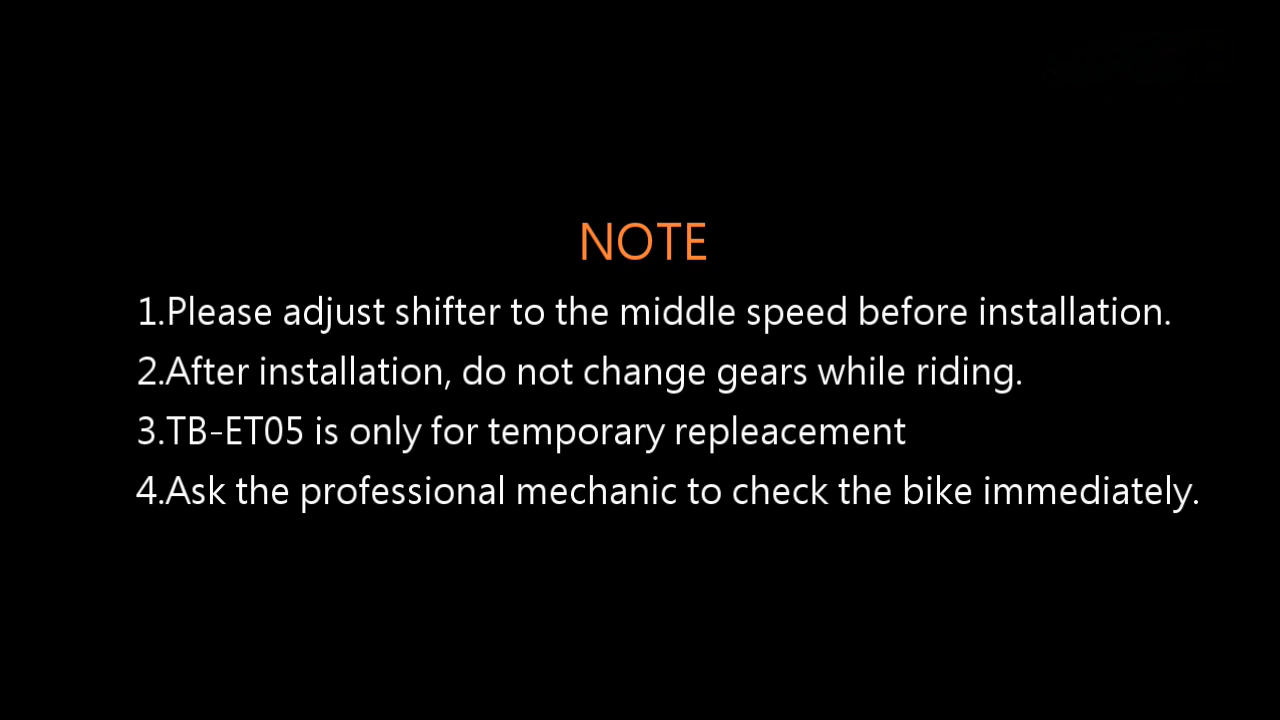 NOTE
1.Please adjust shifter to the middle speed before installation.
2.After installation, do not change gears while riding.
3.TB-ET05 is only for temporary repleacement
4.Ask the professional mechanic to check the bike immediately.